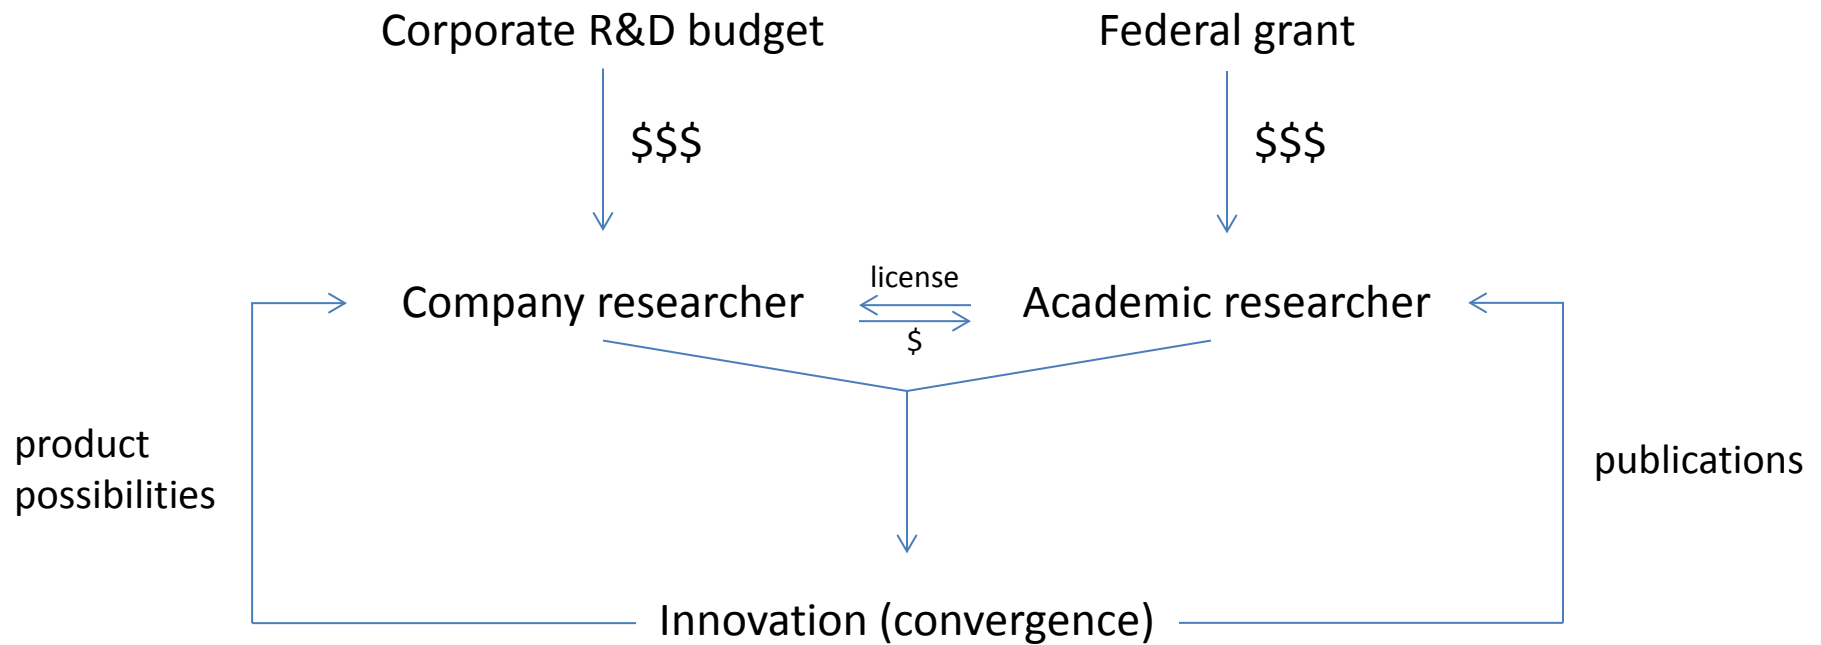 Corporate R&D budget
Federal grant
$$$
$$$
license
Company researcher
Academic researcher
$
product
possibilities
publications
Innovation (convergence)